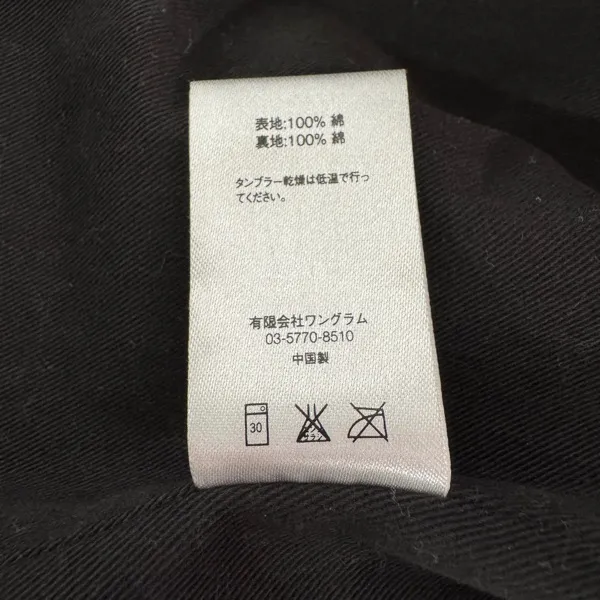 表地:100% 綿
裏地:100% 綿
タンブラー乾燥は低温で行っ
てください。
有限会社ワングラム
03-5770-8510
中国製
30